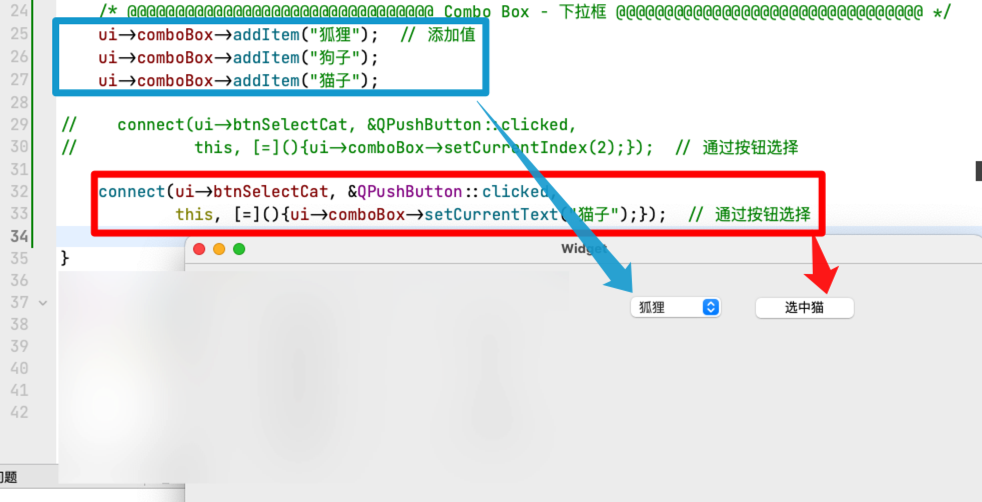 24 /* @@@@@@@@@@@@@@@@@@@@@@@@@@@@@@@@ Combo Box - 下拉框 @@@@@@@@@@@@@@@@@@@@@@@@@@@@@@@@ */
25 ui->comboBox->addItem("狐狸"); // 添加值
26 ui->comboBox->addItem("狗子");
27 ui->comboBox->addItem("猫子");
28
29 // connect(ui->btnSelectCat, &QPushButton::clicked,
30 // this, [=](){ui->comboBox->setCurrentIndex(2);}); // 通过按钮选择
31
32 connect(ui->btnSelectCat, &QPushButton::clicked,
33 this, [=](){ui->comboBox->setCurrentText("猫子");}); // 通过按钮选择
34
35 }
Widget
36
37
狐狸 选中猫
38
39
40
41
42
问题